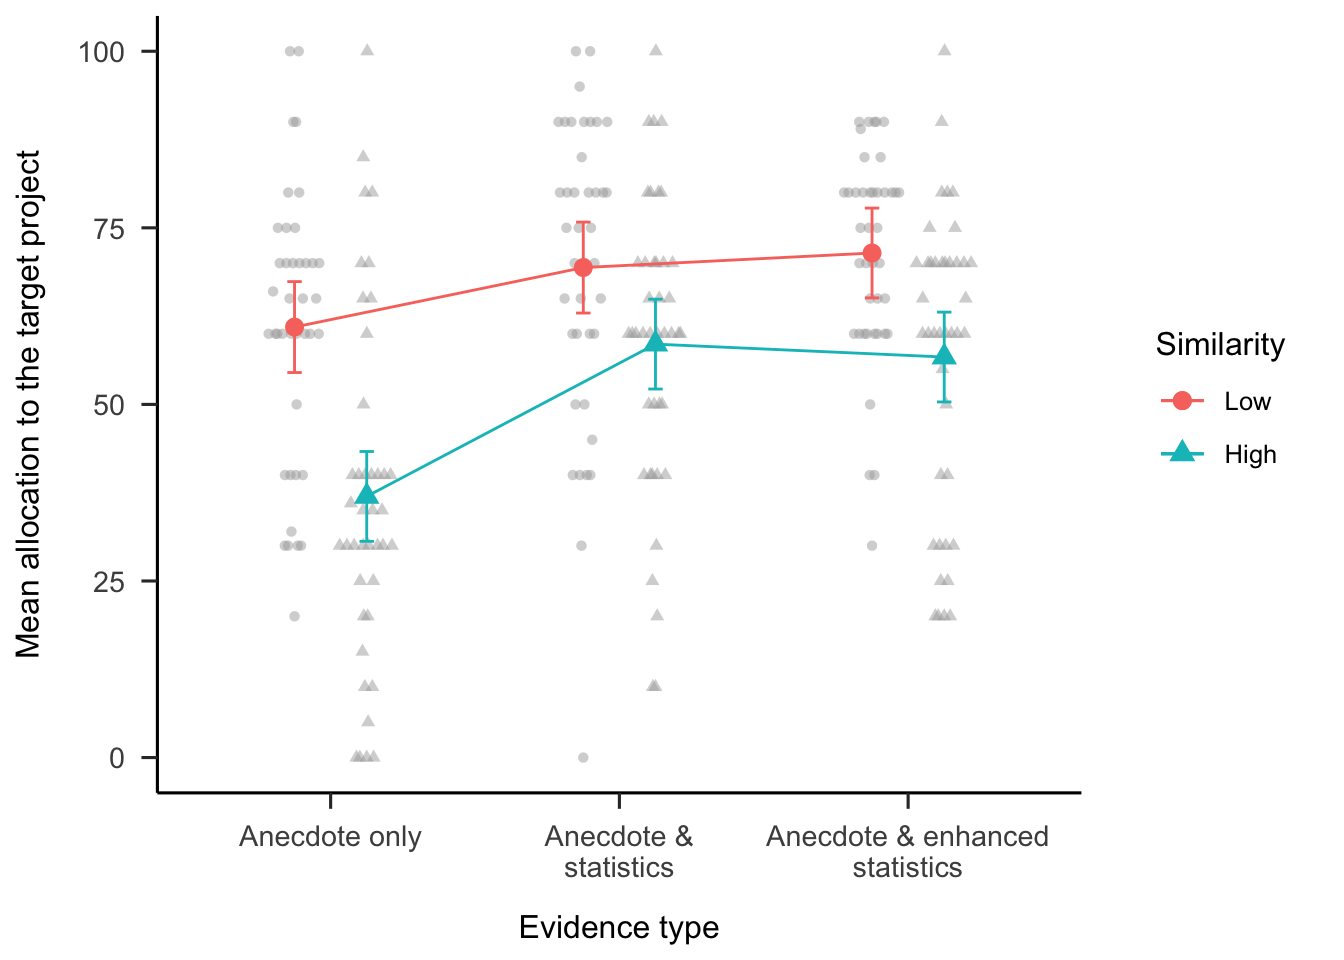 Mean allocation to the target project
100
75
50
25
0
Anecdote only
Anecdote &
statistics
Anecdote & enhanced
statistics
Evidence type
Similarity
Low
High